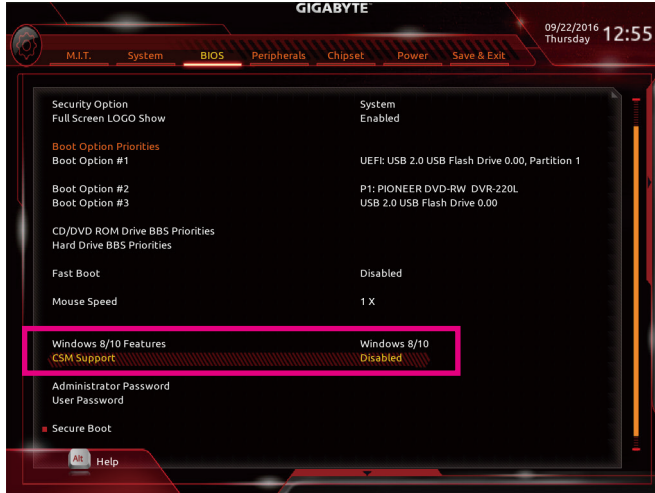 GIGABYTE
09/22/2016 Thursday 12:55
M.I.T. System BIOS Peripherals Chipset Power Save & Exit
Security Option System
Full Screen LOGO Show Enabled
Boot Option Priorities
Boot Option #1 UEFI: USB 2.0 USB Flash Drive 0.00, Partition 1
Boot Option #2 P1: PIONEER DVD-RW DVR-220L
Boot Option #3 USB 2.0 USB Flash Drive 0.00
CD/DVD ROM Drive BBS Priorities
Hard Drive BBS Priorities
Fast Boot Disabled
Mouse Speed 1 X
Windows 8/10 Features Windows 8/10
CSM Support Disabled
Administrator Password
User Password
Secure Boot
Alt Help